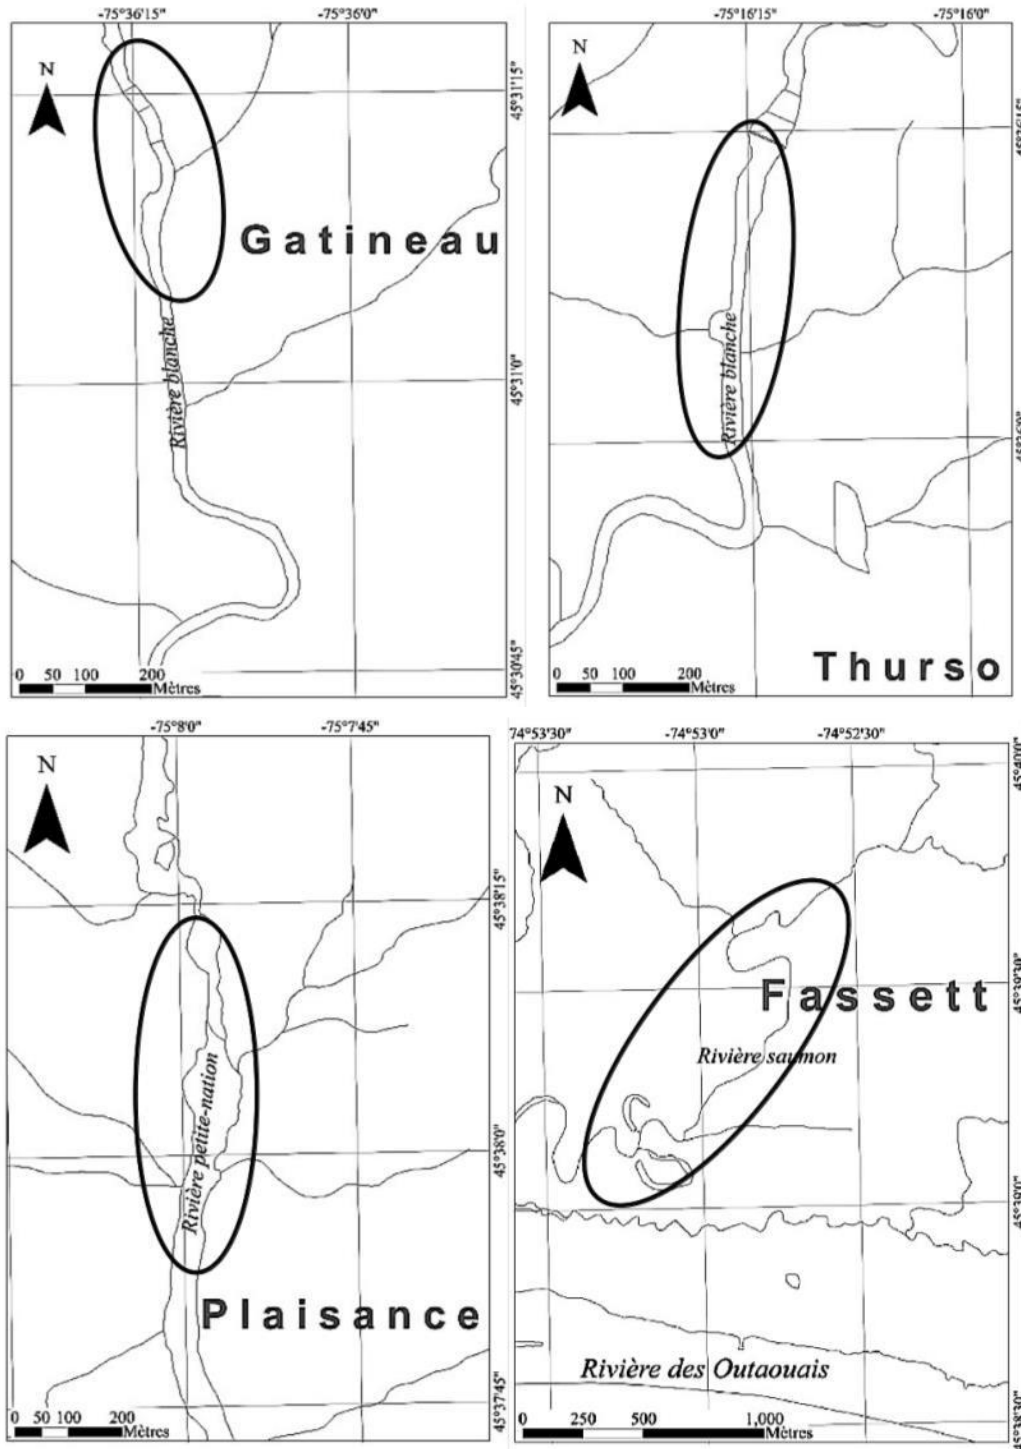 -75°36'15" -75°36'0"
N
45°31'15"
Gatineau
Rivière blanche
45°31'0"
45°30'45"
0 50 100 200
Mètres
-75°16'15" -75°16'0"
N
Rivière blanche
Thurso
0 50 100 200
Mètres
-75°8'0" -75°7'45"
N
45°38'15"
Rivière petite-nation
45°38'0"
Plaisance
45°37'45"
0 50 100 200
Mètres
74°53'30" -74°53'0" -74°52'30"
N
45°40'0"
45°39'30"
Fassett
Rivière saumon
45°39'0"
Rivière des Outaouais
45°38'30"
0 250 500 1,000
Mètres